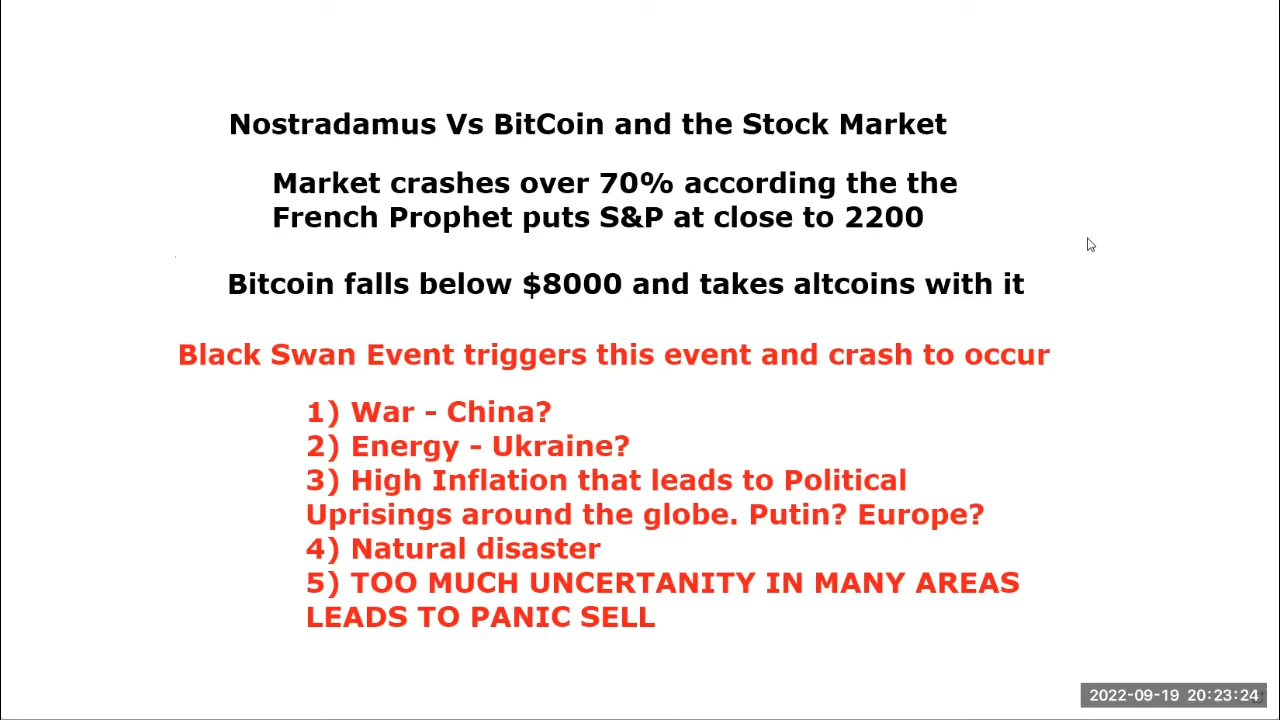 Nostradamus Vs BitCoin and the Stock Market
Market crashes over 70% according the the
French Prophet puts S&P at close to 2200
Bitcoin falls below $8000 and takes altcoins with it
Black Swan Event triggers this event and crash to occur
1) War - China?
2) Energy - Ukraine?
3) High Inflation that leads to Political
Uprisings around the globe. Putin? Europe?
4) Natural disaster
5) TOO MUCH UNCERTANITY IN MANY AREAS
LEADS TO PANIC SELL
2022-09-19 20:23:24